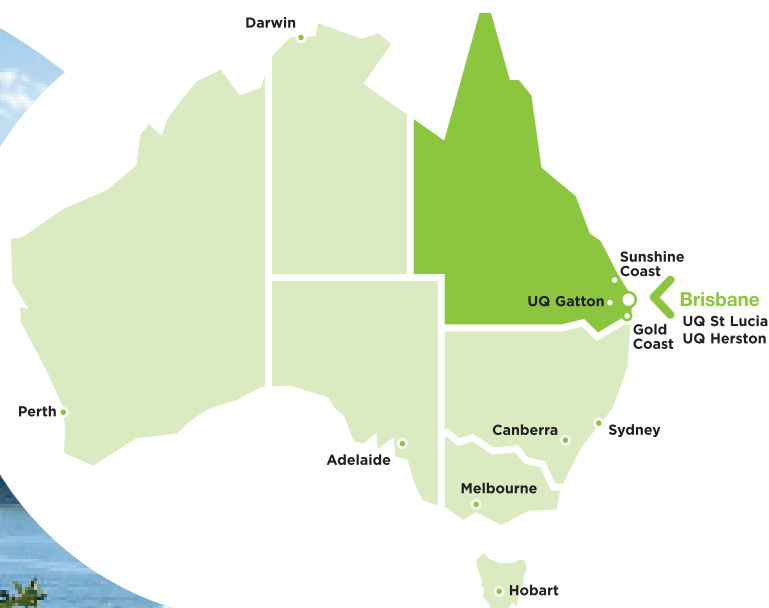 Darwin
Sunshine
Coast
UQ Gatton
Brisbane
UQ St Lucia
UQ Herston
Gold
Coast
Perth
Canberra
Sydney
Adelaide
Melbourne
Hobart